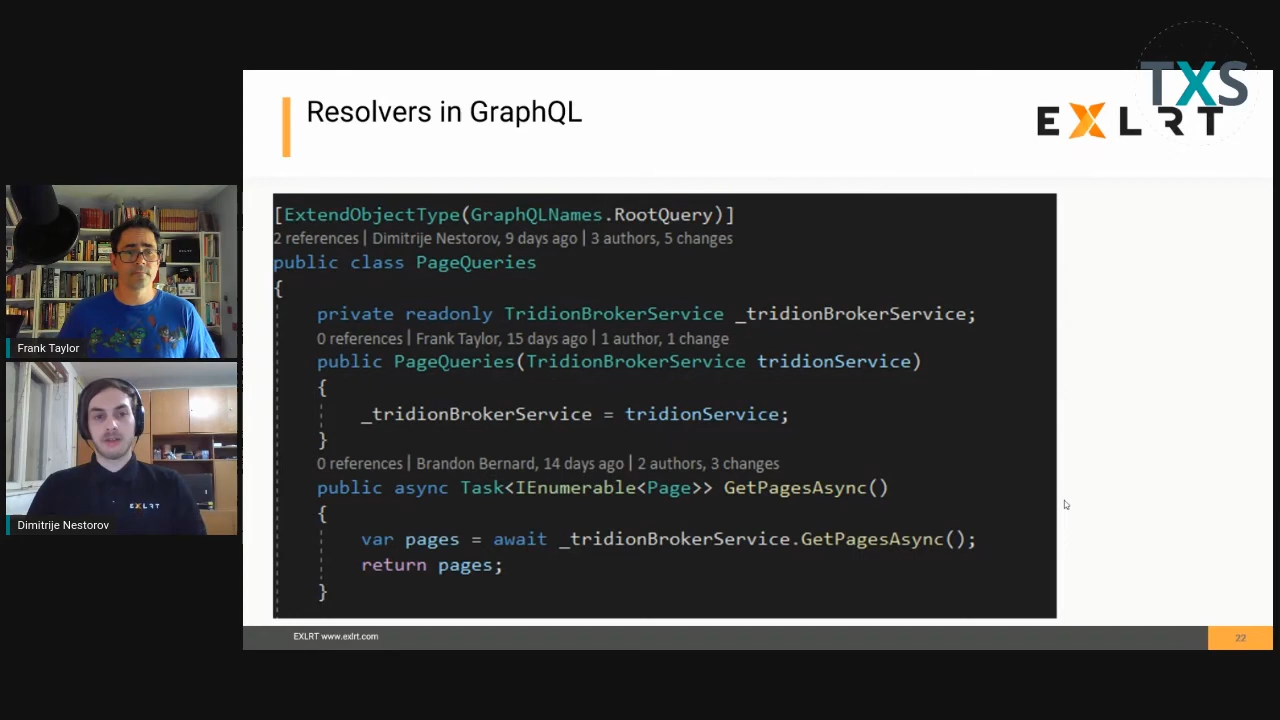 TXS
EXLRT
Resolvers in GraphQL
[ExtendObjectType(GraphQLNames.RootQuery)]
2 references | Dimitrije Nestorov, 9 days ago | 3 authors, 5 changes
public class PageQueries
{
private readonly TridionBrokerService _tridionBrokerService;
0 references | Frank Taylor, 15 days ago | 1 author, 1 change
public PageQueries(TridionBrokerService tridionService)
{
_tridionBrokerService = tridionService;
}
0 references | Brandon Bernard, 14 days ago | 2 authors, 3 changes
public async Task<IEnumerable<Page>> GetPagesAsync()
{
var pages = await _tridionBrokerService.GetPagesAsync();
return pages;
}
EXLRT www.exlrt.com
22
Frank Taylor
EXLRT
Dimitrije Nestorov